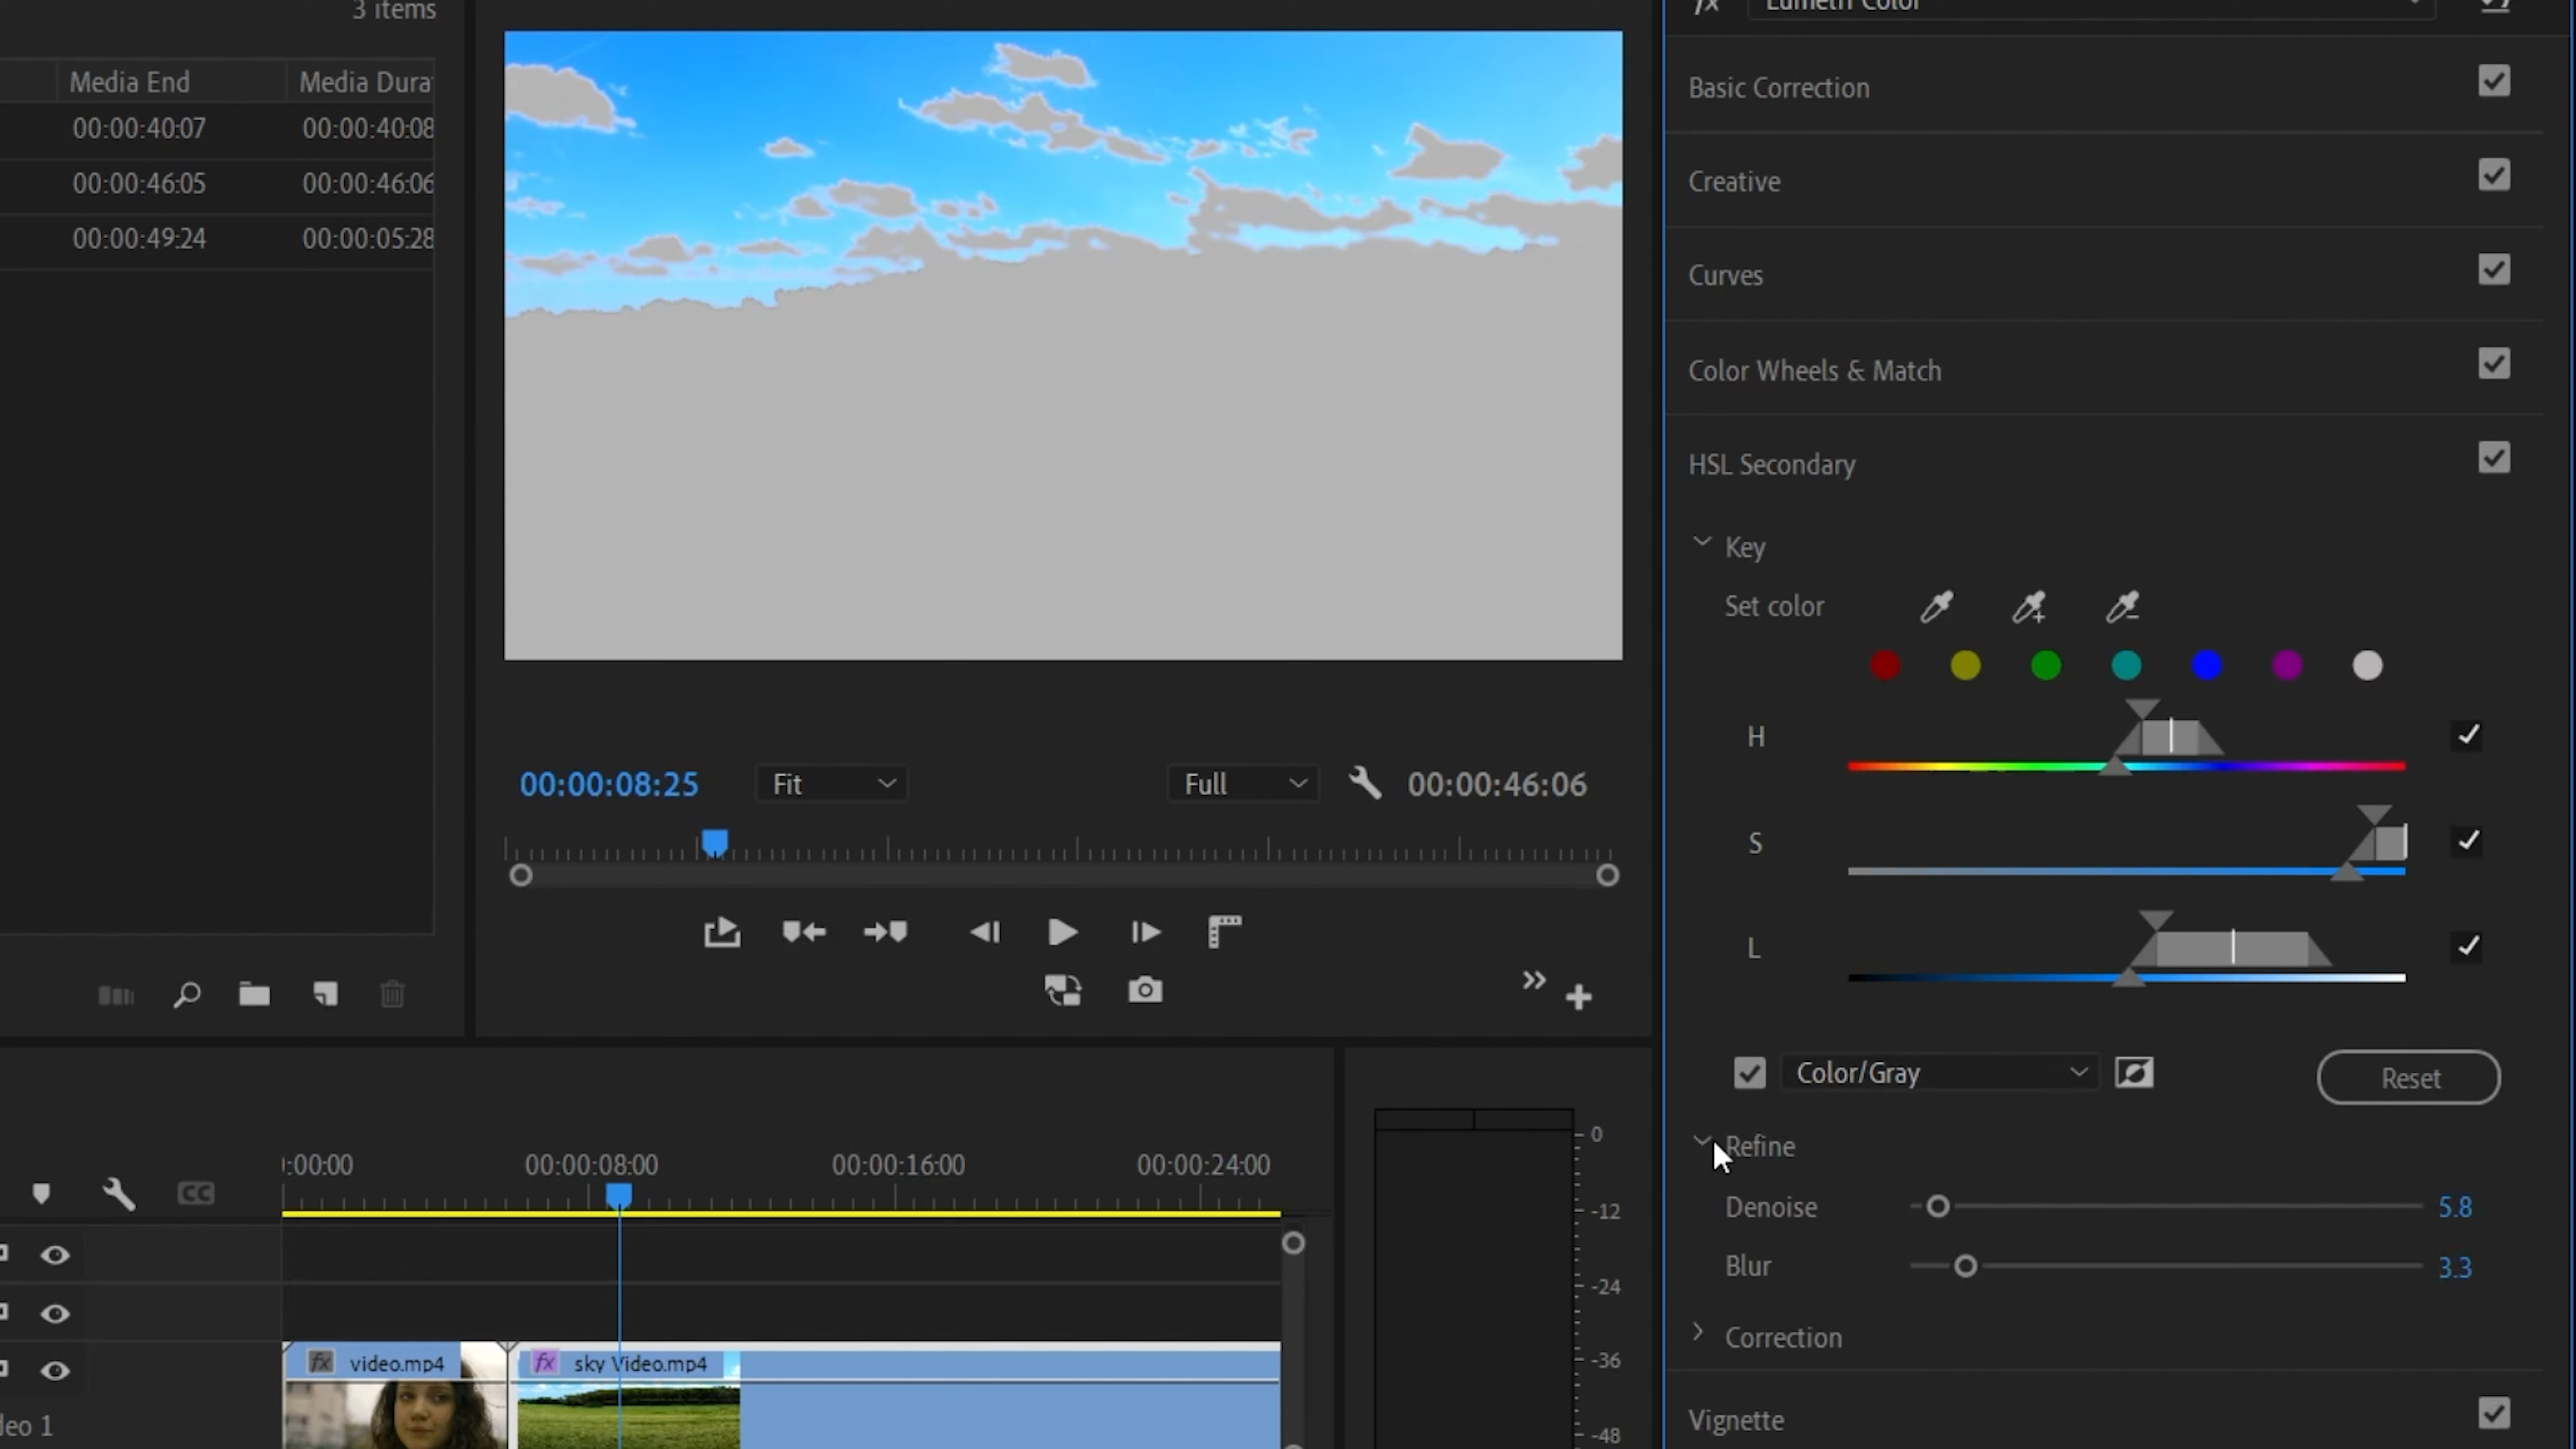 3 items
Lumetri Color
Media End Media Dura
00:00:40:07 00:00:40:08
00:00:46:05 00:00:46:06
00:00:49:24 00:00:05:28
Basic Correction
Creative
Curves
Color Wheels & Match
HSL Secondary
Key
Set color
H
S
L
00:00:08:25 Fit Full 00:00:46:06
Color/Gray Reset
Refine
Denoise 5.8
Blur 3.3
Correction
Vignette
:00:00 00:00:08:00 00:00:16:00 00:00:24:00
CC
fx video.mp4 fx sky Video.mp4
deo 1
0
-12
-24
-36
-48